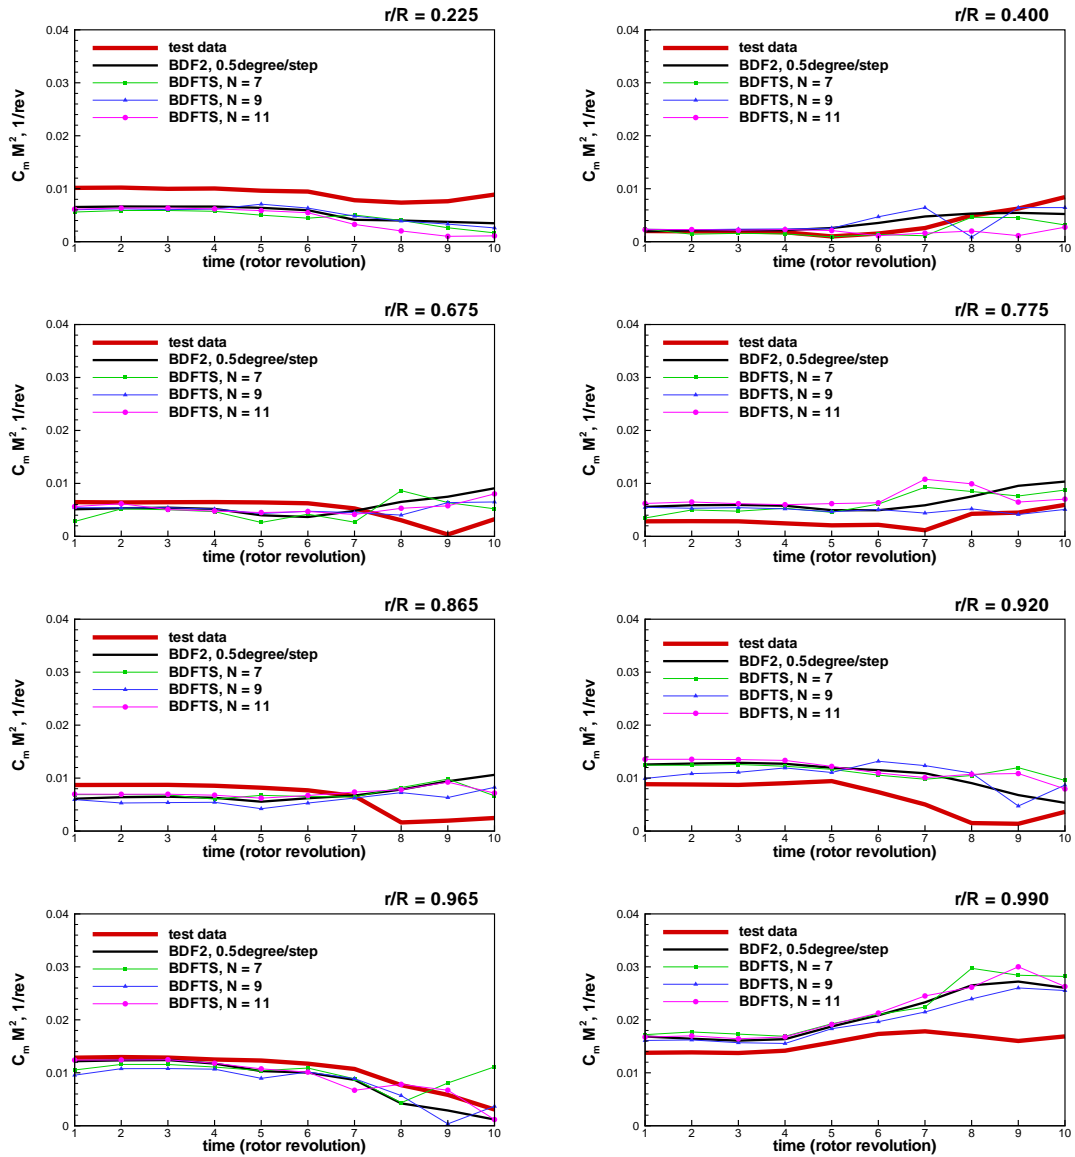 r/R = 0.225
0.04
0.03
0.02
0.01
0
C_m M², 1/rev
test data
BDF2, 0.5degree/step
BDFTS, N = 7
BDFTS, N = 9
BDFTS, N = 11
1 2 3 4 5 6 7 8 9 10
time (rotor revolution)
r/R = 0.400
0.04
0.03
0.02
0.01
0
C_m M², 1/rev
test data
BDF2, 0.5degree/step
BDFTS, N = 7
BDFTS, N = 9
BDFTS, N = 11
1 2 3 4 5 6 7 8 9 10
time (rotor revolution)
r/R = 0.675
0.04
0.03
0.02
0.01
0
C_m M², 1/rev
test data
BDF2, 0.5degree/step
BDFTS, N = 7
BDFTS, N = 9
BDFTS, N = 11
1 2 3 4 5 6 7 8 9 10
time (rotor revolution)
r/R = 0.775
0.04
0.03
0.02
0.01
0
C_m M², 1/rev
test data
BDF2, 0.5degree/step
BDFTS, N = 7
BDFTS, N = 9
BDFTS, N = 11
1 2 3 4 5 6 7 8 9 10
time (rotor revolution)
r/R = 0.865
0.04
0.03
0.02
0.01
0
C_m M², 1/rev
test data
BDF2, 0.5degree/step
BDFTS, N = 7
BDFTS, N = 9
BDFTS, N = 11
1 2 3 4 5 6 7 8 9 10
time (rotor revolution)
r/R = 0.920
0.04
0.03
0.02
0.01
0
C_m M², 1/rev
test data
BDF2, 0.5degree/step
BDFTS, N = 7
BDFTS, N = 9
BDFTS, N = 11
1 2 3 4 5 6 7 8 9 10
time (rotor revolution)
r/R = 0.965
0.04
0.03
0.02
0.01
0
C_m M², 1/rev
test data
BDF2, 0.5degree/step
BDFTS, N = 7
BDFTS, N = 9
BDFTS, N = 11
1 2 3 4 5 6 7 8 9 10
time (rotor revolution)
r/R = 0.990
0.04
0.03
0.02
0.01
0
C_m M², 1/rev
test data
BDF2, 0.5degree/step
BDFTS, N = 7
BDFTS, N = 9
BDFTS, N = 11
1 2 3 4 5 6 7 8 9 10
time (rotor revolution)